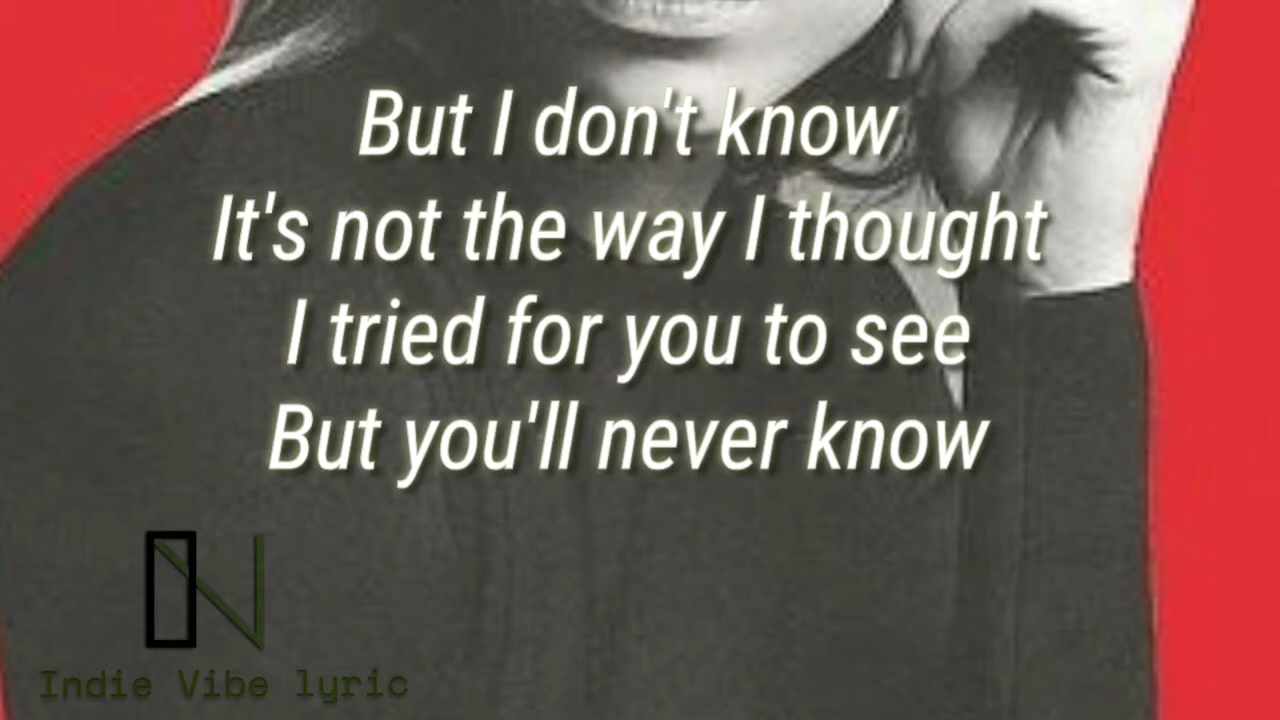 But I don't know
It's not the way I thought
I tried for you to see
But you'll never know
Indie Vibe lyric